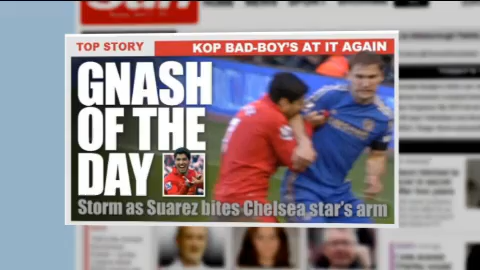 TOP STORY
KOP BAD-BOY'S AT IT AGAIN
GNASH
OF THE
DAY
Storm as Suarez bites Chelsea star's arm